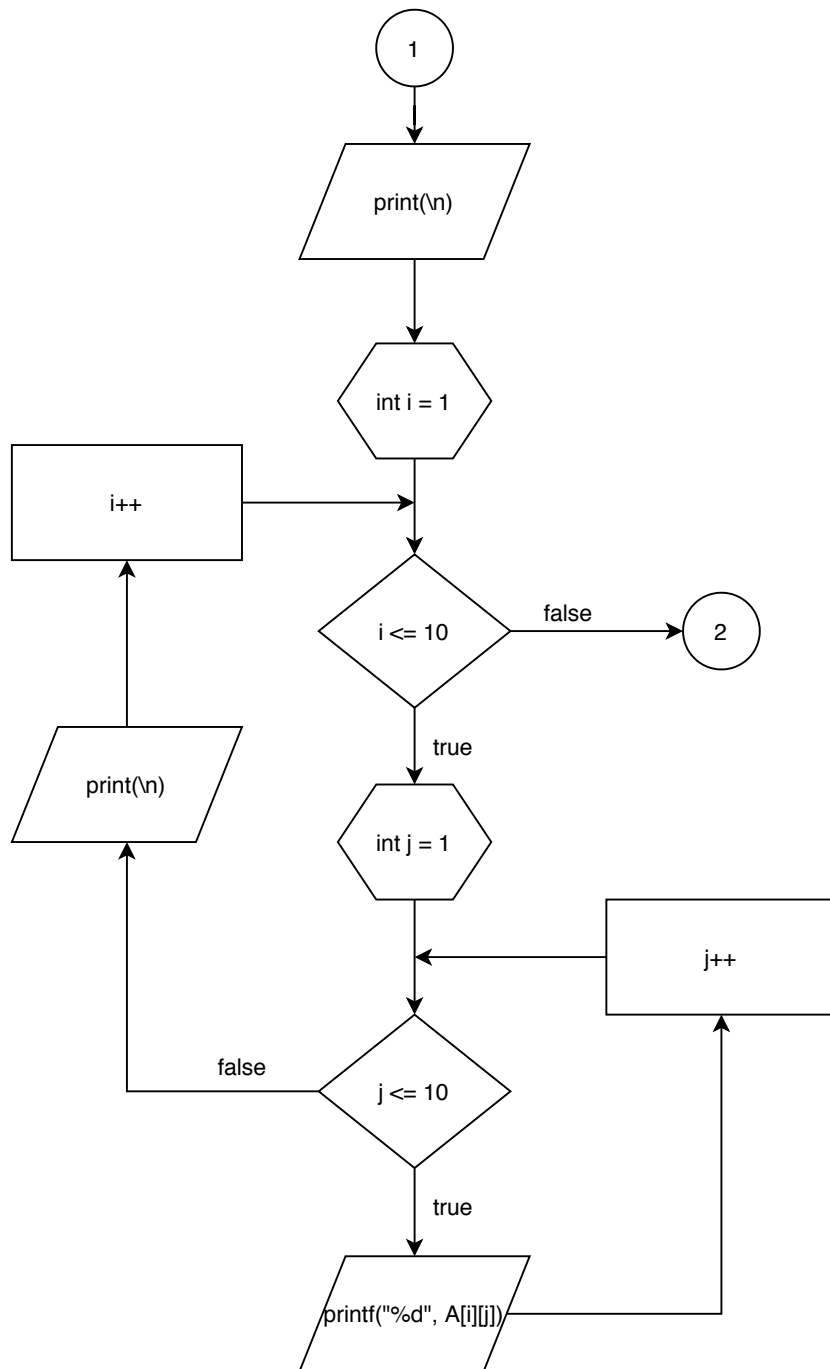 1
print(\n)
int i = 1
i++
i <= 10
false
2
true
print(\n)
int j = 1
j++
false
j <= 10
true
printf("%d", A[i][j])